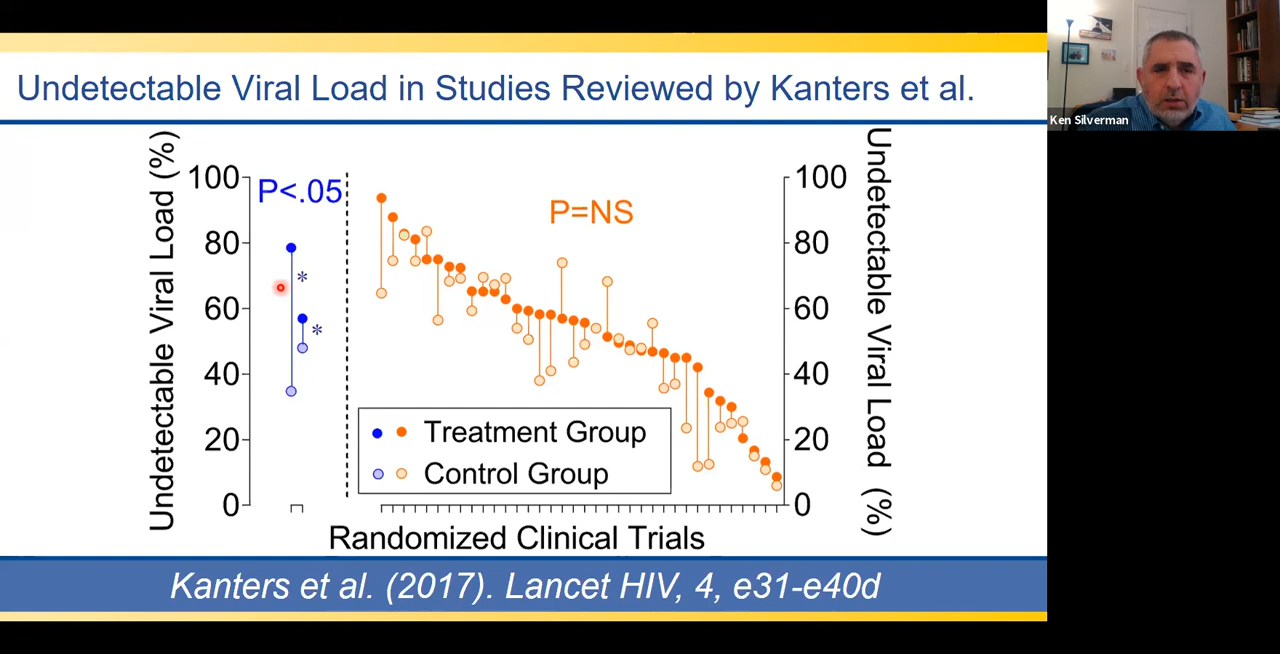 Undetectable Viral Load in Studies Reviewed by Kanters et al.
Ken Silverman
Undetectable Viral Load (%)
100
80
60
40
20
0
P<.05
*
*
P=NS
Treatment Group
Control Group
100
80
60
40
20
0
Undetectable Viral Load (%)
Randomized Clinical Trials
Kanters et al. (2017). Lancet HIV, 4, e31-e40d